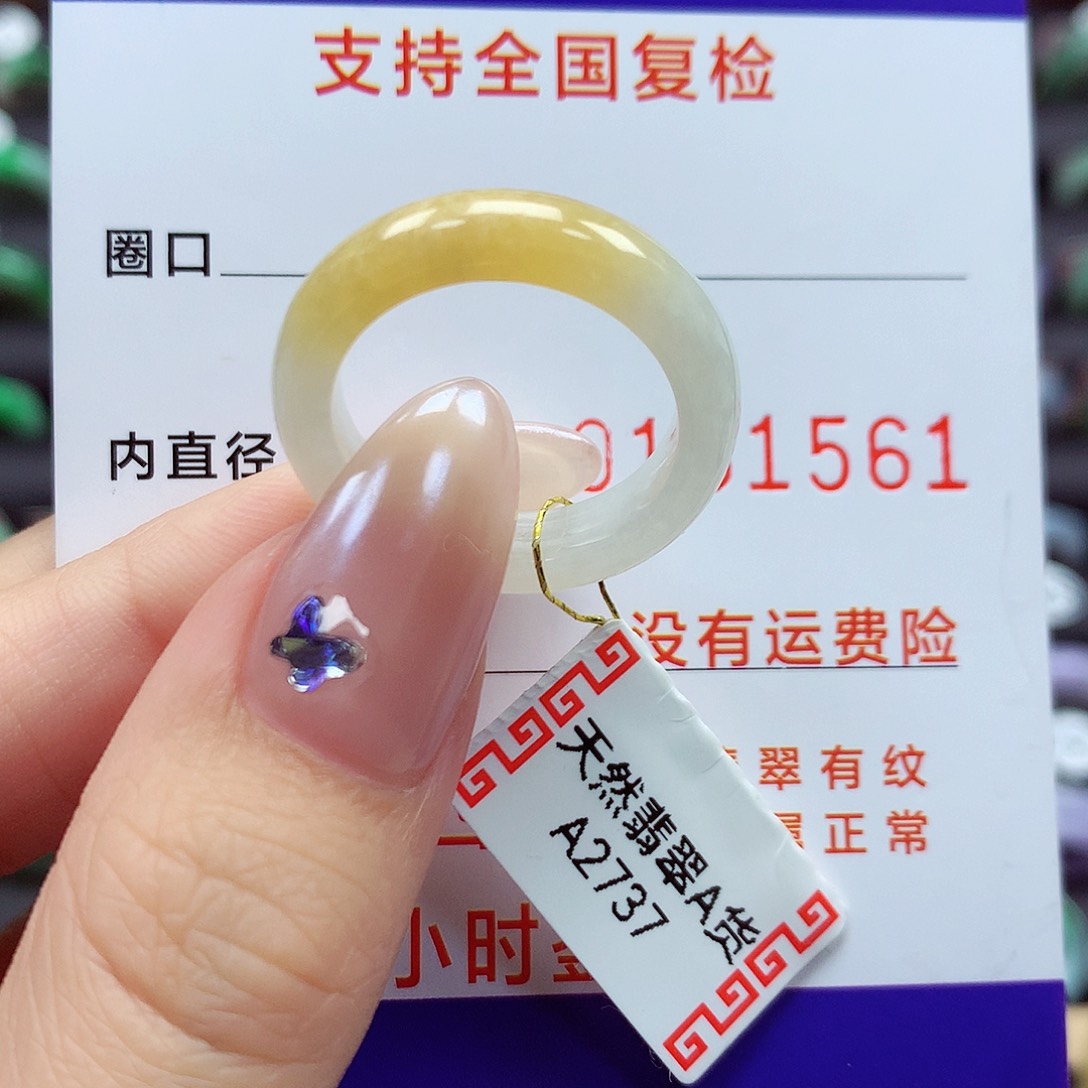 支持全国复检
圈口
内直径
1561
没有运费险
翠有纹
正常
小时
天然翡翠A货
A2737